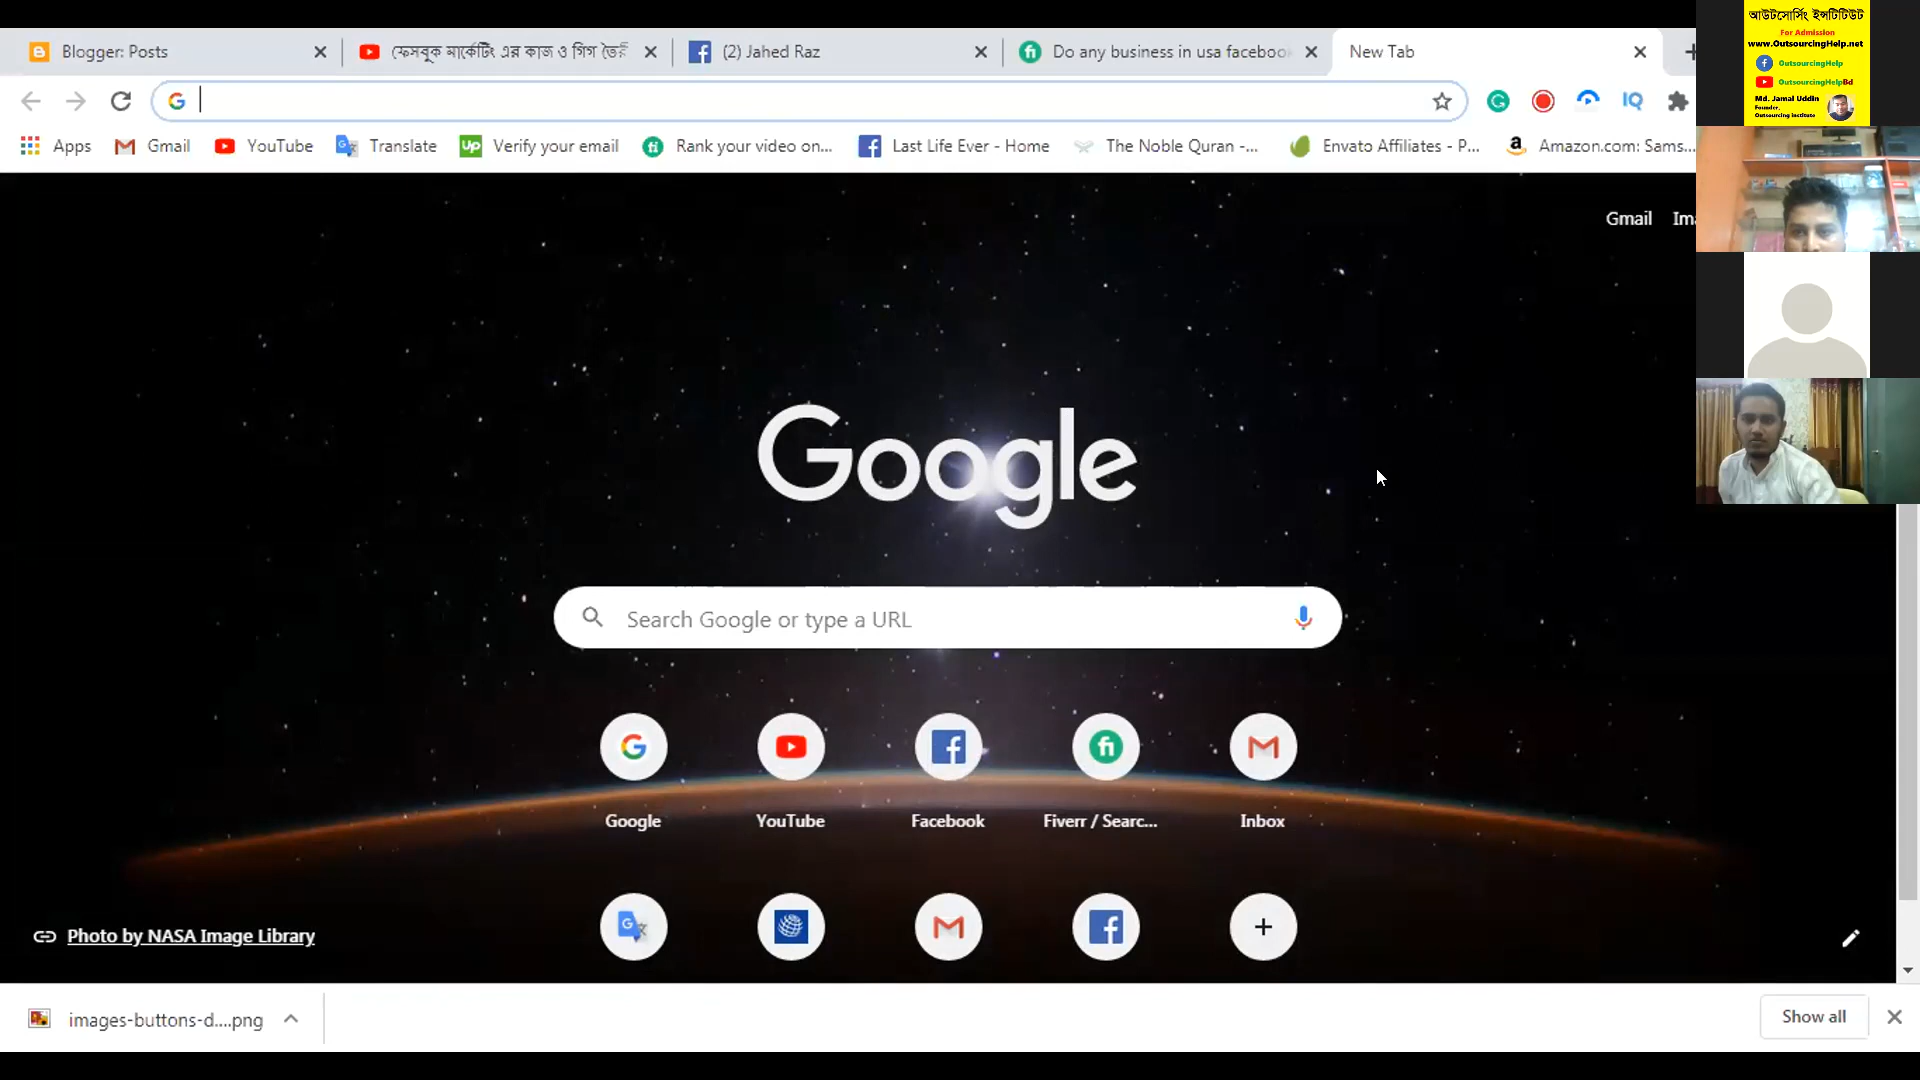 Blogger: Posts
ফেসবুক মার্কেটিং এর কাজ ও গিগ তৈরী
(2) Jahed Raz
Do any business in usa facebook
New Tab
Apps
Gmail
YouTube
Translate
Verify your email
Rank your video on...
Last Life Ever - Home
The Noble Quran -...
Envato Affiliates - P...
Amazon.com: Sams...
আউটসোর্সিং ইন্সটিটিউট
For Admission
www.OutsourcingHelp.net
OutsourcingHelp
OutsourcingHelpBd
Md. Jamal Uddin
Founder,
Outsourcing Institute
Gmail
Google
Search Google or type a URL
Google
YouTube
Facebook
Fiverr / Searc...
Inbox
Photo by NASA Image Library
images-buttons-d....png
Show all